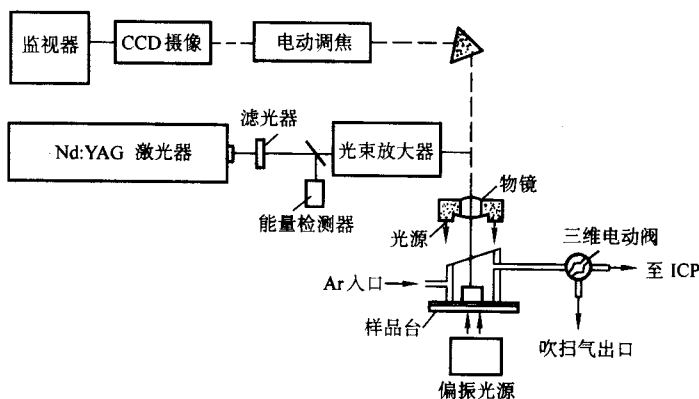 监视器
CCD摄像
电动调焦
滤光器
Nd:YAG 激光器
光束放大器
能量检测器
物镜
光源
三维电动阀
Ar入口
至 ICP
样品台
吹扫气出口
偏振光源